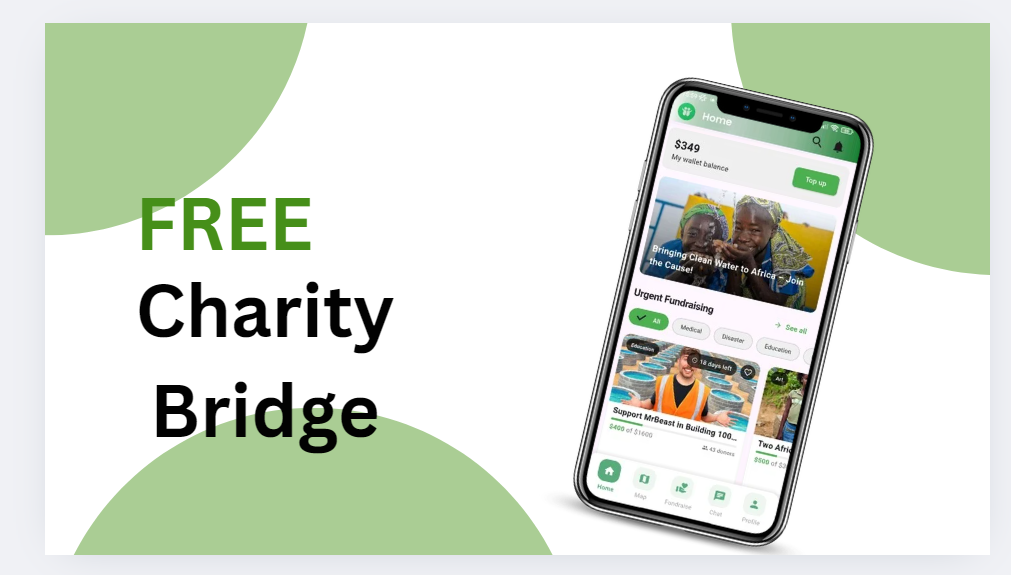 FREE
Charity
Bridge
Home
$349
My wallet balance
Top up
Bringing Clean Water to Africa – Join
the Cause!
Urgent Fundraising
See all
All
Medical
Disaster
Education
Education
18 days left
Art
Support MrBeast in Building 100...
$400 of $1600
43 donors
Two Afri
$500 of $3
Home
Map
Fundraise
Chat
Profile